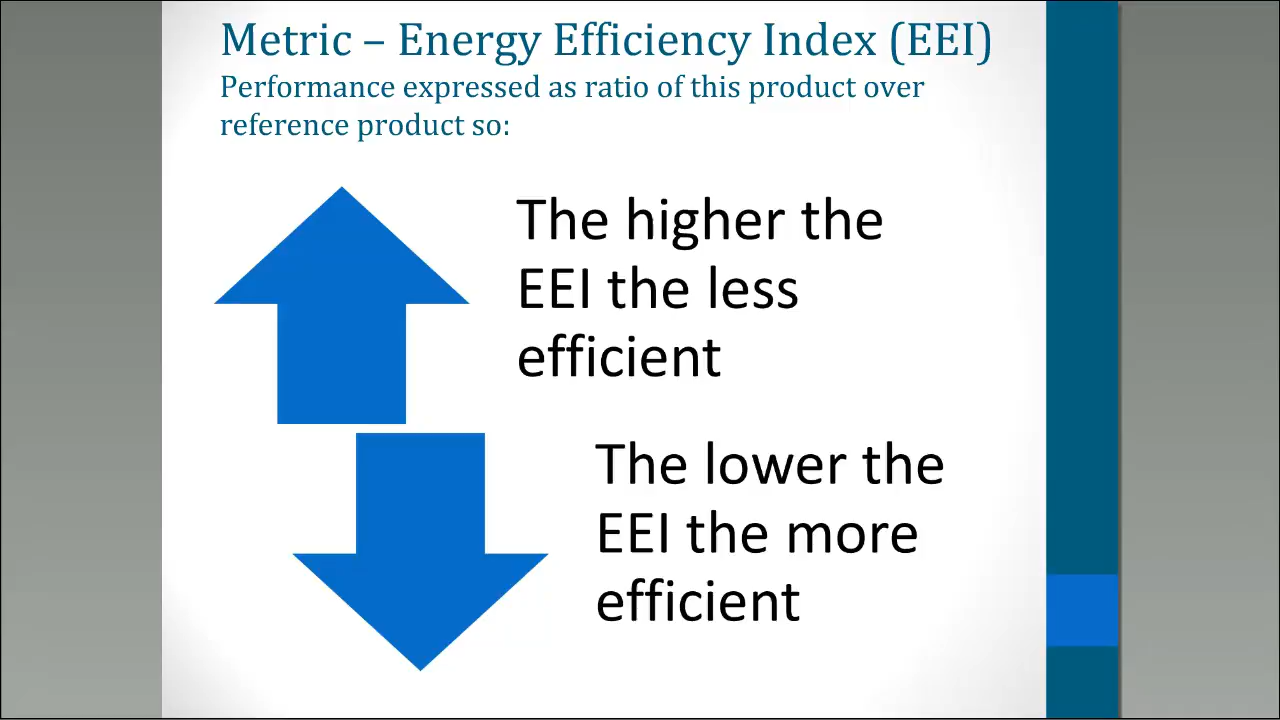 Metric – Energy Efficiency Index (EEI)
Performance expressed as ratio of this product over
reference product so:
The higher the
EEI the less
efficient
The lower the
EEI the more
efficient